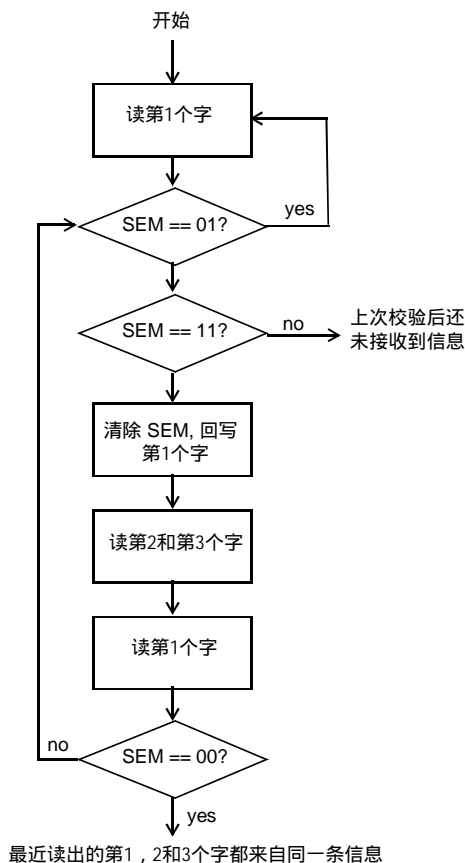 开始
读第1个字
SEM == 01?
yes
SEM == 11?
no
上次校验后还
未接收到信息
清除 SEM, 回写
第1个字
读第2和第3个字
读第1个字
SEM == 00?
no
yes
最近读出的第1，2和3个字都来自同一条信息